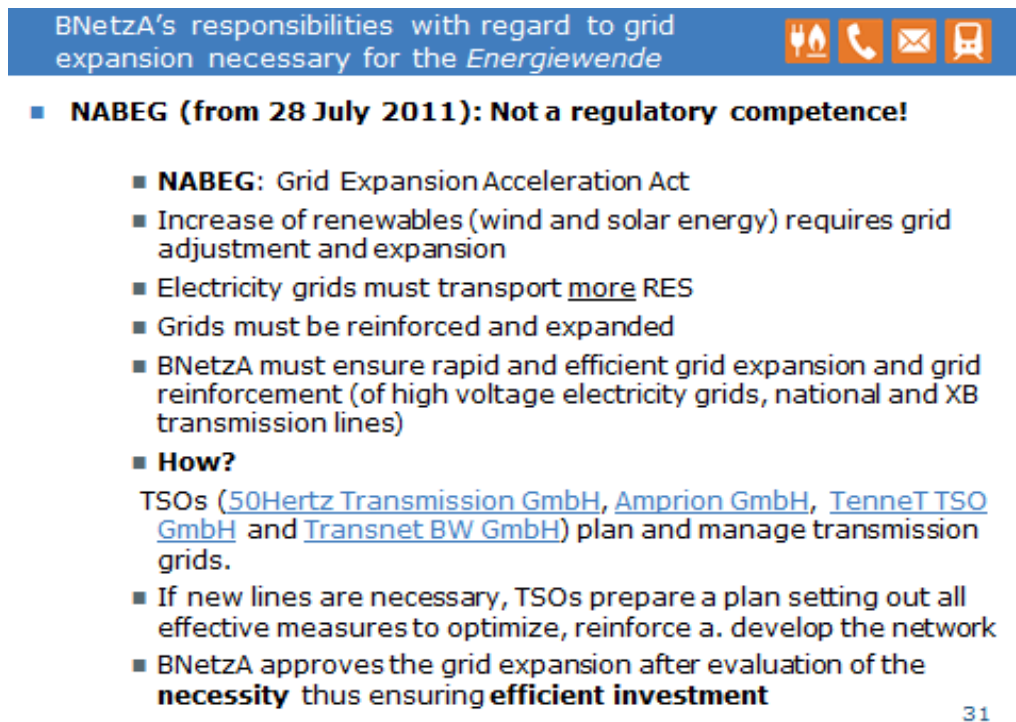 BNetzA's responsibilities with regard to grid
expansion necessary for the Energiewende
NABEG (from 28 July 2011): Not a regulatory competence!
NABEG: Grid Expansion Acceleration Act
Increase of renewables (wind and solar energy) requires grid
adjustment and expansion
Electricity grids must transport more RES
Grids must be reinforced and expanded
BNetzA must ensure rapid and efficient grid expansion and grid
reinforcement (of high voltage electricity grids, national and XB
transmission lines)
How?
TSOs (50Hertz Transmission GmbH, Amprion GmbH, TenneT TSO
GmbH and Transnet BW GmbH) plan and manage transmission
grids.
If new lines are necessary, TSOs prepare a plan setting out all
effective measures to optimize, reinforce a. develop the network
BNetzA approves the grid expansion after evaluation of the
necessity thus ensuring efficient investment
31